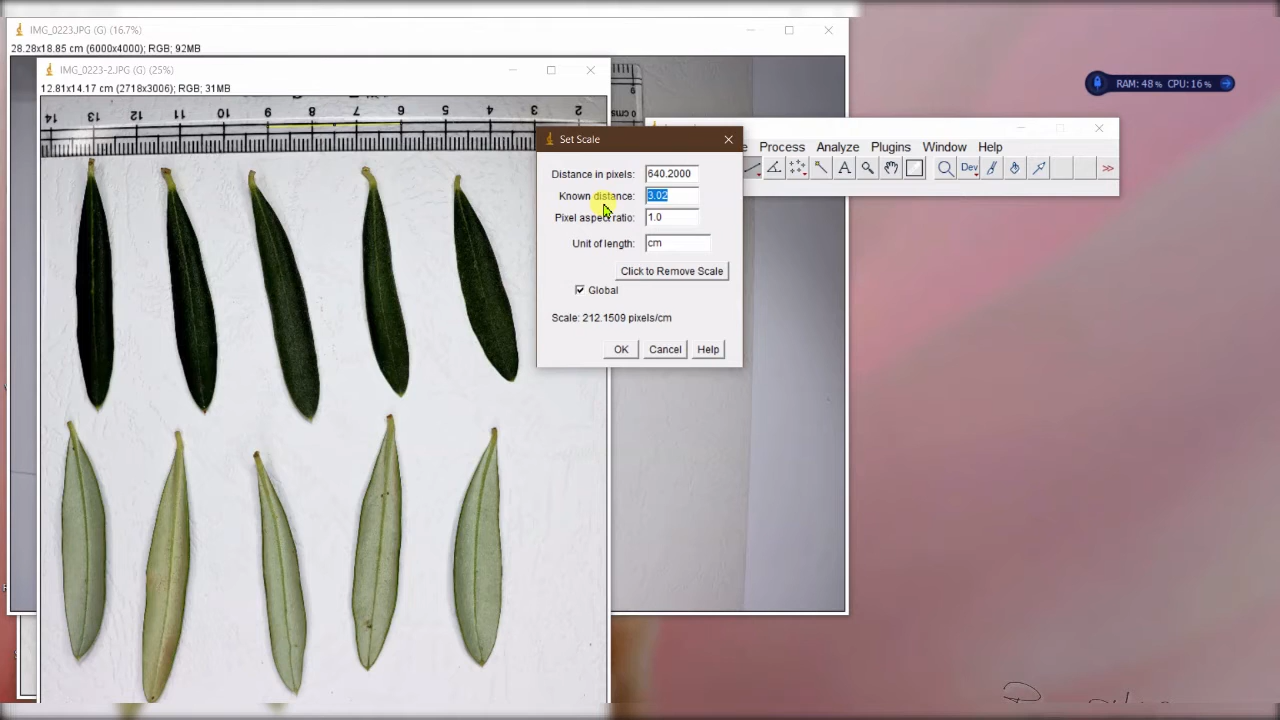 IMG_0223.JPG (G) (16.7%)
28.28x18.85 cm (6000x4000); RGB; 92MB
IMG_0223-2.JPG (G) (25%)
12.81x14.17 cm (2718x3006); RGB; 31MB
14 13 12 11 10 9 8 7 6 5 4 3 2
0 cms
RAM: 48% CPU: 16%
Process Analyze Plugins Window Help
Dev
>>
Set Scale
Distance in pixels: 640.2000
Known distance: 3.02
Pixel aspect ratio: 1.0
Unit of length: cm
Click to Remove Scale
Global
Scale: 212.1509 pixels/cm
OK Cancel Help